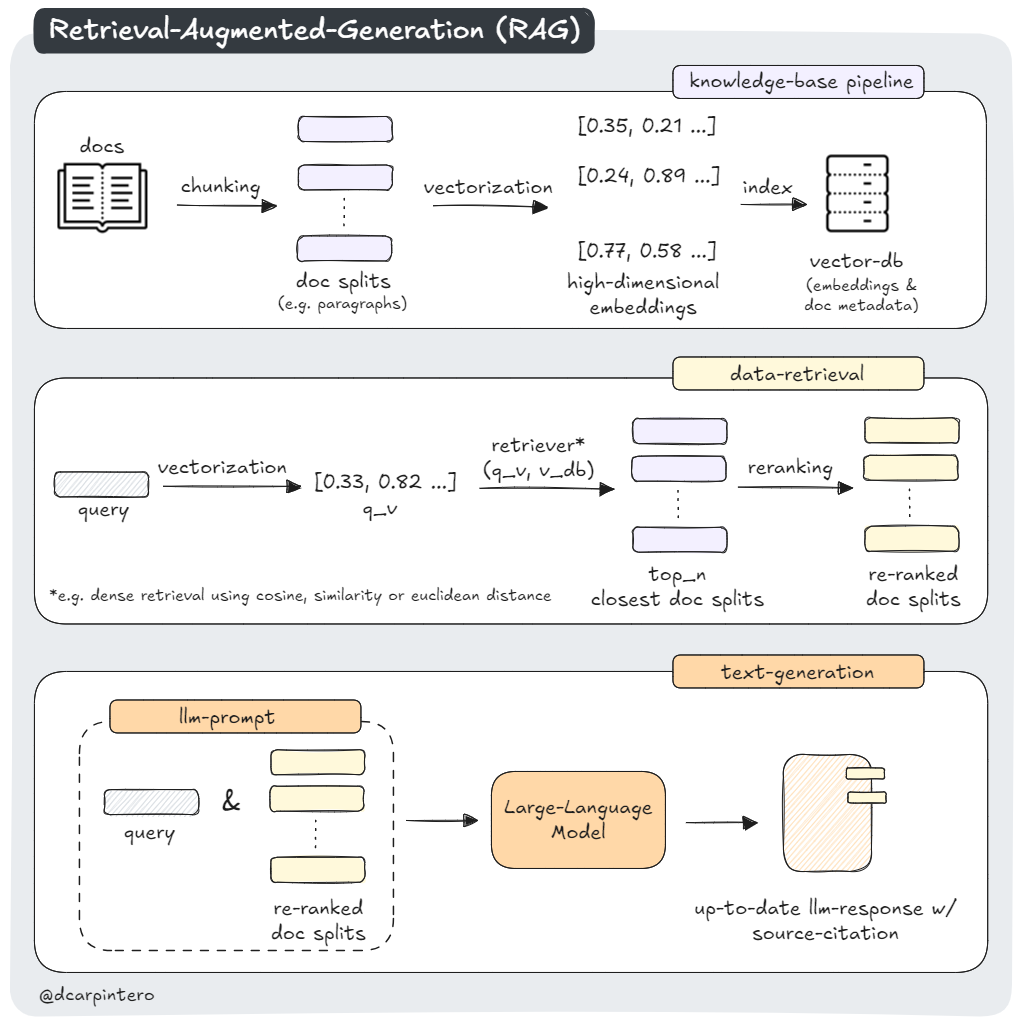 Retrieval-Augmented-Generation (RAG)
knowledge-base pipeline
docs
chunking
doc splits
(e.g. paragraphs)
vectorization
[0.35, 0.21 ...]
[0.24, 0.89 ...]
[0.77, 0.58 ...]
high-dimensional
embeddings
index
vector-db
(embeddings &
doc metadata)
data-retrieval
query
vectorization
[0.33, 0.82 ...]
q_v
retriever*
(q_v, v_db)
top_n
closest doc splits
reranking
re-ranked
doc splits
*e.g. dense retrieval using cosine, similarity or euclidean distance
text-generation
llm-prompt
query
&
re-ranked
doc splits
Large-Language
Model
up-to-date llm-response w/
source-citation
@dcarpintero